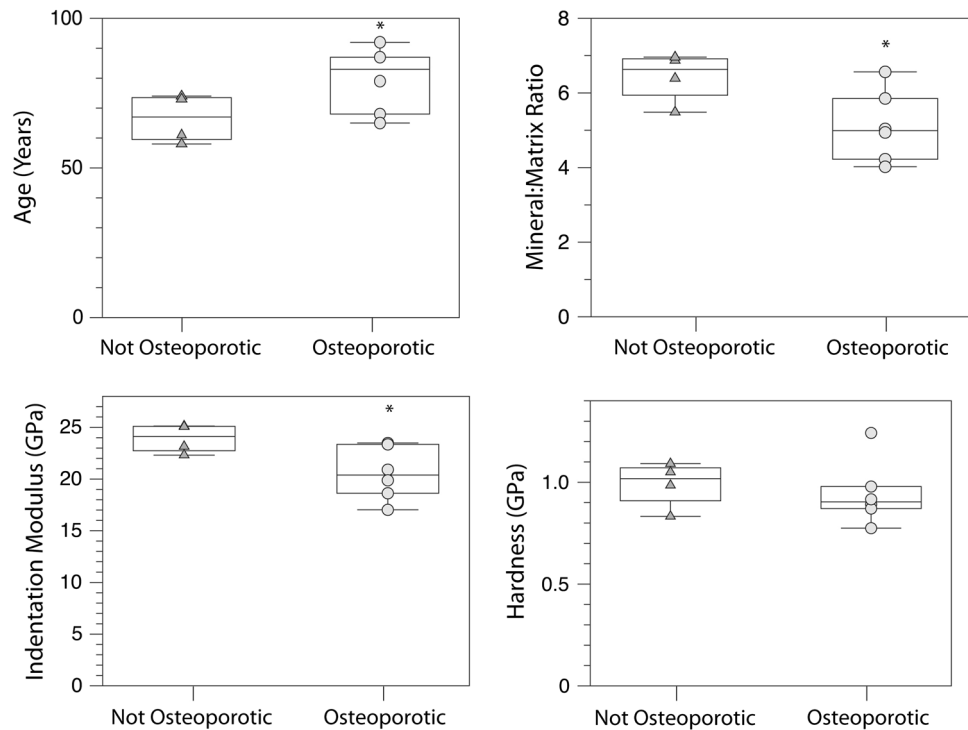 Age (Years)
100
50
0
*
Not Osteoporotic
Osteoporotic
Mineral:Matrix Ratio
8
6
4
2
0
*
Not Osteoporotic
Osteoporotic
Indentation Modulus (GPa)
25
20
15
10
5
0
*
Not Osteoporotic
Osteoporotic
Hardness (GPa)
1.0
0.5
0
Not Osteoporotic
Osteoporotic